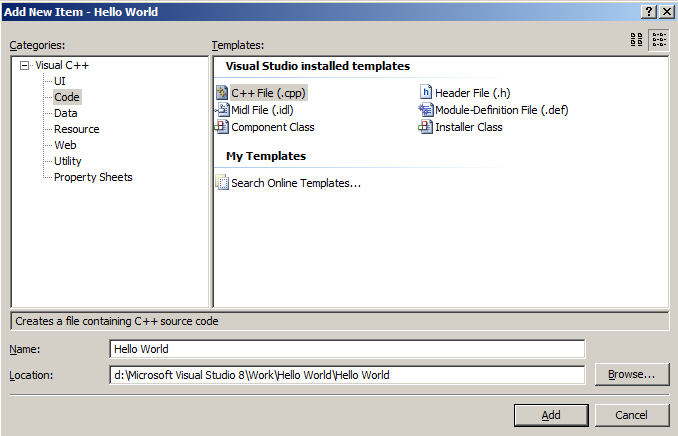 Add New Item - Hello World
Categories:
Templates:
Visual C++
UI
Code
Data
Resource
Web
Utility
Property Sheets
Visual Studio installed templates
C++ File (.cpp)
Header File (.h)
Midl File (.idl)
Module-Definition File (.def)
Component Class
Installer Class
My Templates
Search Online Templates...
Creates a file containing C++ source code
Name:
Hello World
Location:
d:\Microsoft Visual Studio 8\Work\Hello World\Hello World
Browse...
Add
Cancel